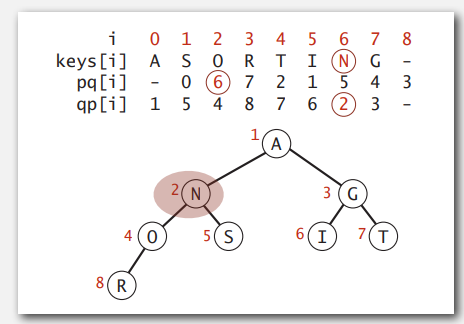 i 0 1 2 3 4 5 6 7 8
keys[i] A S O R T I N G -
pq[i] - 0 6 7 2 1 5 4 3
qp[i] 1 5 4 8 7 6 2 3 -
1 A
2 N 3 G
4 O 5 S 6 I 7 T
8 R